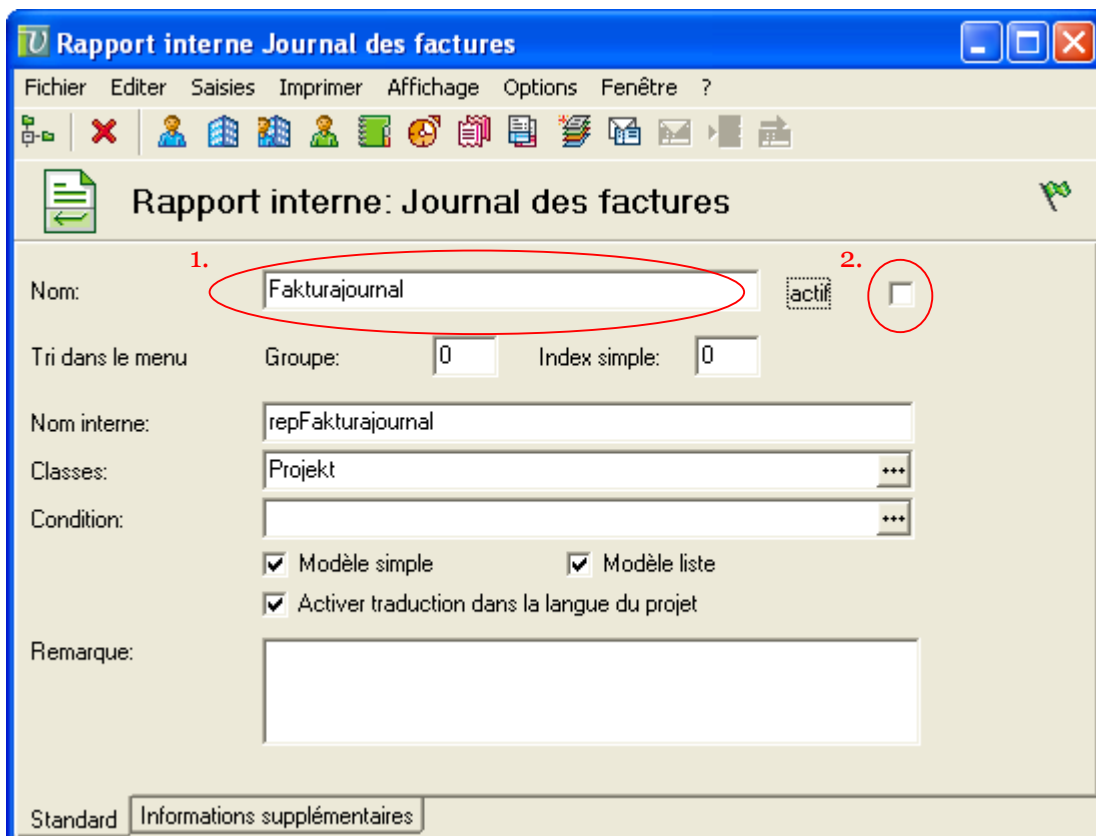 Rapport interne Journal des factures
Fichier Editer Saisies Imprimer Affichage Options Fenêtre ?
Rapport interne: Journal des factures
1. 2.
Nom: Fakturajournal actif
Tri dans le menu Groupe: 0 Index simple: 0
Nom interne: repFakturajournal
Classes: Projekt ...
Condition: ...
Modèle simple Modèle liste
Activer traduction dans la langue du projet
Remarque:
Standard Informations supplémentaires